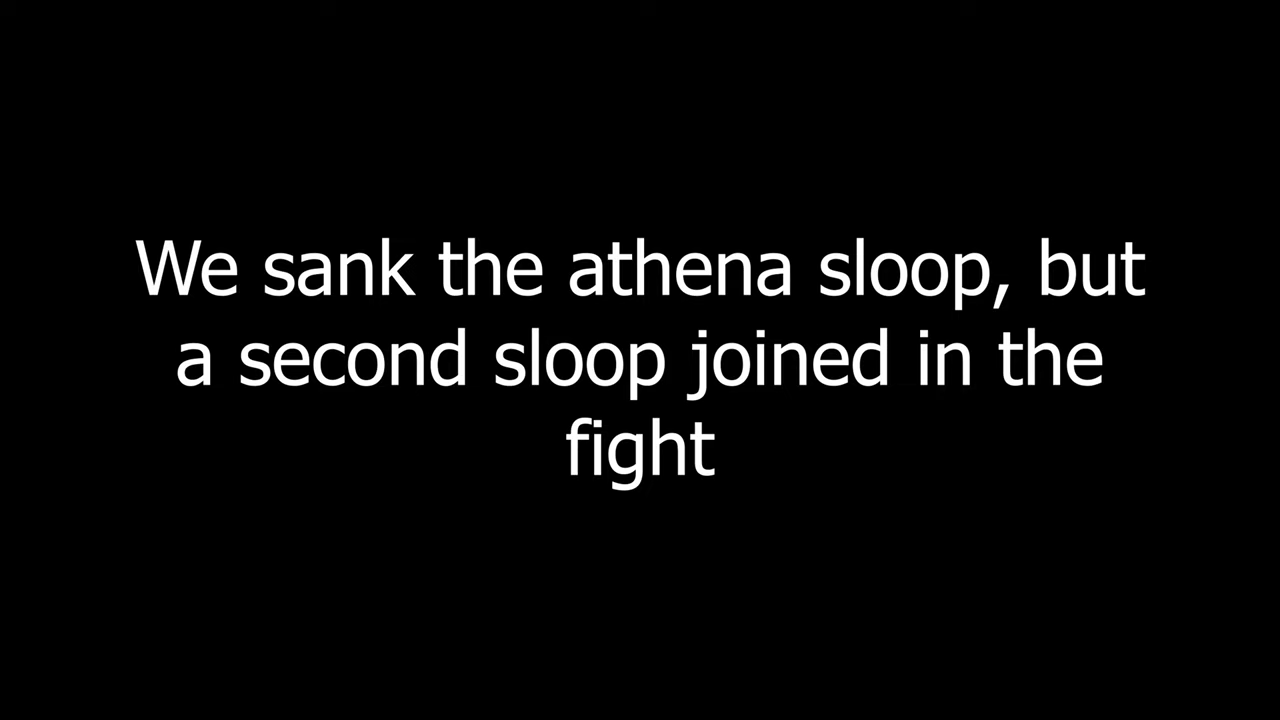 We sank the athena sloop, but
a second sloop joined in the
fight